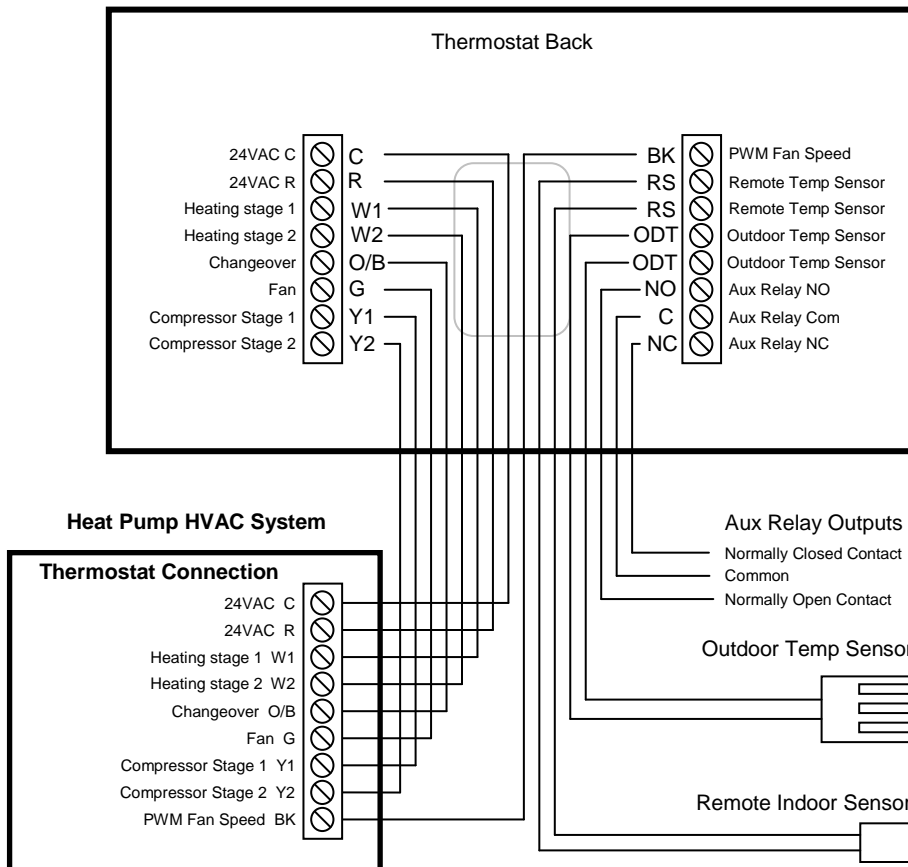 Thermostat Back
24VAC C C
24VAC R R
Heating stage 1 W1
Heating stage 2 W2
Changeover O/B
Fan G
Compressor Stage 1 Y1
Compressor Stage 2 Y2
BK PWM Fan Speed
RS Remote Temp Sensor
RS Remote Temp Sensor
ODT Outdoor Temp Sensor
ODT Outdoor Temp Sensor
NO Aux Relay NO
C Aux Relay Com
NC Aux Relay NC
Heat Pump HVAC System
Thermostat Connection
24VAC C
24VAC R
Heating stage 1 W1
Heating stage 2 W2
Changeover O/B
Fan G
Compressor Stage 1 Y1
Compressor Stage 2 Y2
PWM Fan Speed BK
Aux Relay Outputs
Normally Closed Contact
Common
Normally Open Contact
Outdoor Temp Sensor
Remote Indoor Sensor